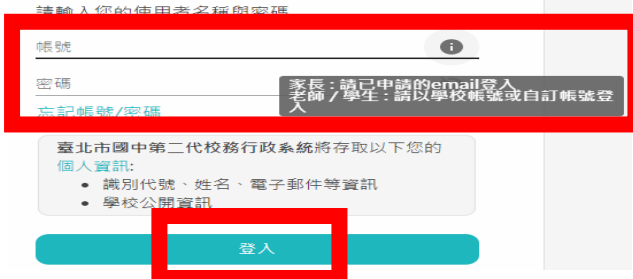 請輸入您的使用者名稱與密碼
帳號
密碼
家長：請已申請的email登入
老師/學生：請以學校帳號或自訂帳號登
入
忘記帳號/密碼
臺北市國中第二代校務行政系統將存取以下您的
個人資訊:
識別代號、姓名、電子郵件等資訊
學校公開資訊
登入